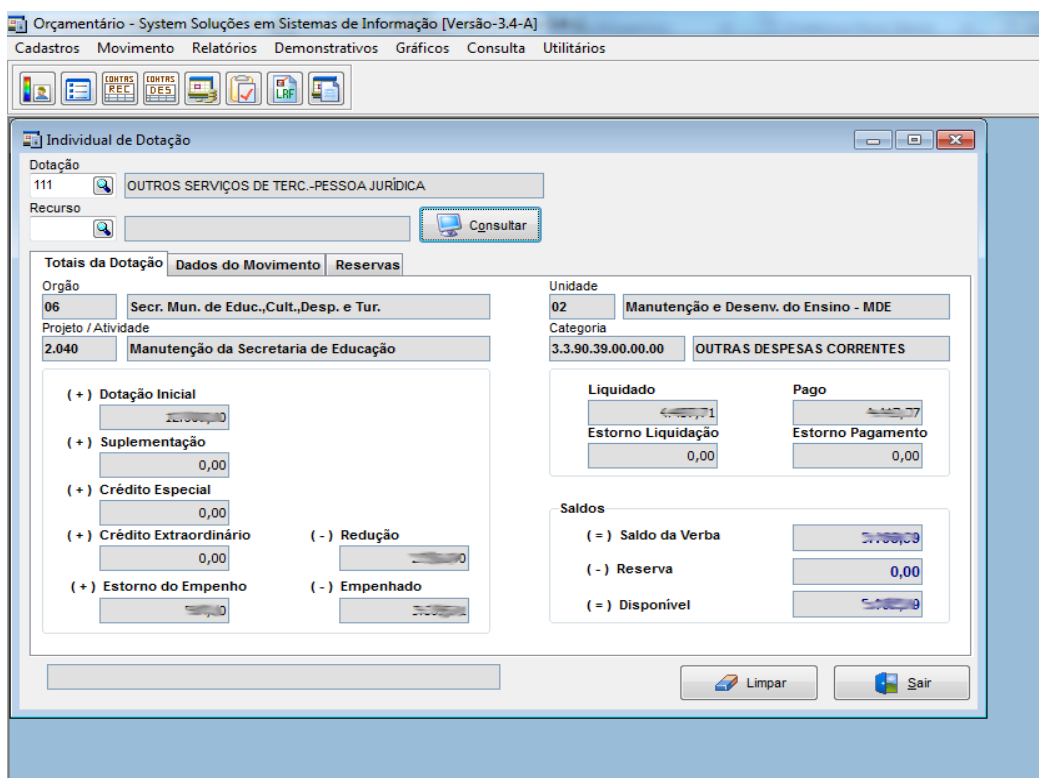 Orçamentário - System Soluções em Sistemas de Informação [Versão-3.4-A]
Cadastros Movimento Relatórios Demonstrativos Gráficos Consulta Utilitários
CONTAS REC CONTAS DES LRF
Individual de Dotação
Dotação
111 OUTROS SERVIÇOS DE TERC.-PESSOA JURÍDICA
Recurso
Consultar
Totais da Dotação Dados do Movimento Reservas
Orgão Unidade
06 Secr. Mun. de Educ.,Cult.,Desp. e Tur. 02 Manutenção e Desenv. do Ensino - MDE
Projeto / Atividade Categoria
2.040 Manutenção da Secretaria de Educação 3.3.90.39.00.00.00 OUTRAS DESPESAS CORRENTES
( + ) Dotação Inicial
( + ) Suplementação
0,00
( + ) Crédito Especial
0,00
( + ) Crédito Extraordinário ( - ) Redução
0,00
( + ) Estorno do Empenho ( - ) Empenhado
Liquidado Pago
Estorno Liquidação Estorno Pagamento
0,00 0,00
Saldos
( = ) Saldo da Verba
( - ) Reserva 0,00
( = ) Disponível
Limpar Sair